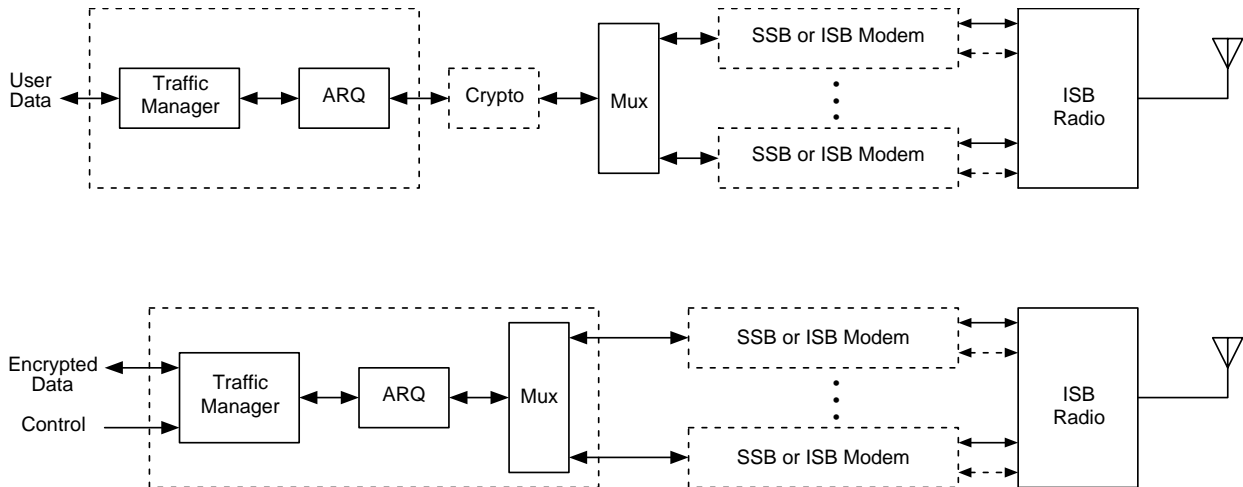 User
Data
Traffic
Manager
ARQ
Crypto
Mux
SSB or ISB Modem
SSB or ISB Modem
ISB
Radio
Encrypted
Data
Control
Traffic
Manager
ARQ
Mux
SSB or ISB Modem
SSB or ISB Modem
ISB
Radio